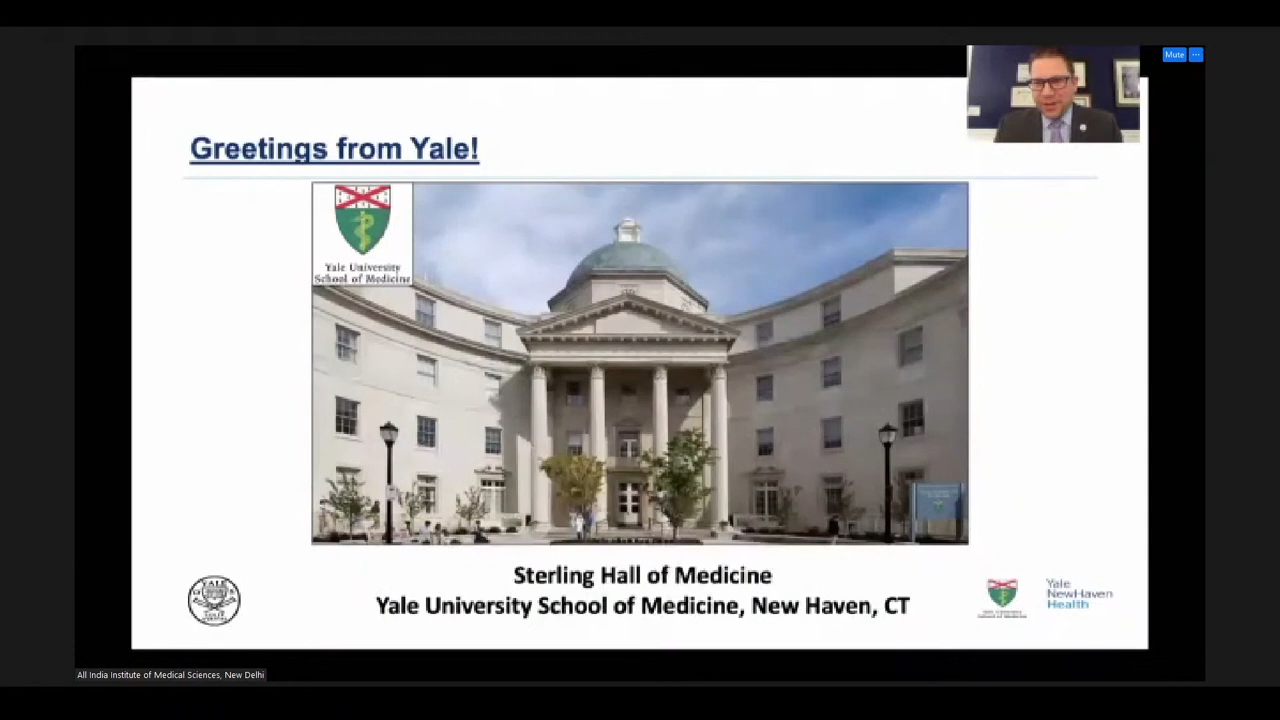 Mute
Greetings from Yale!
Yale University
School of Medicine
Sterling Hall of Medicine
Yale University School of Medicine, New Haven, CT
YALE
Yale
NewHaven
Health
All India Institute of Medical Sciences, New Delhi